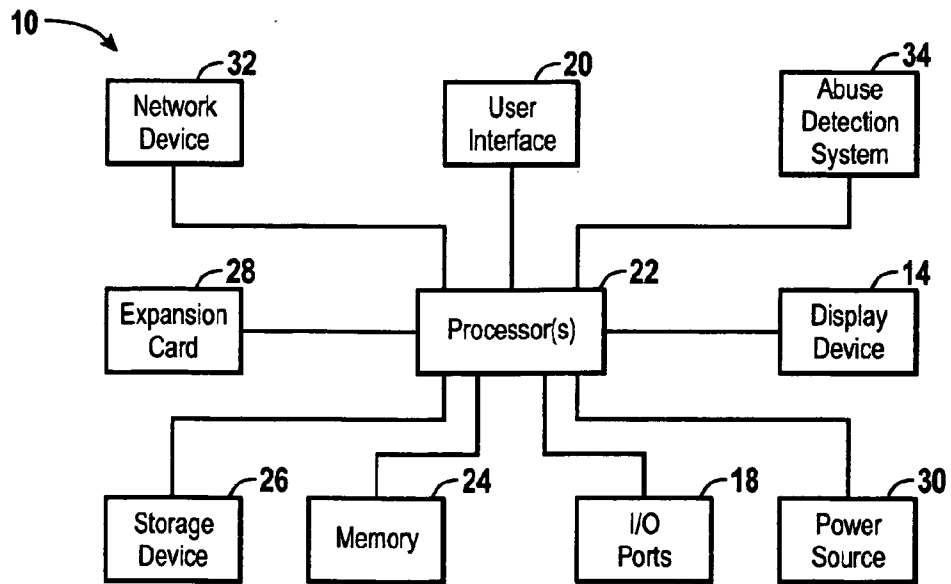 10
32
Network
Device
20
User
Interface
34
Abuse
Detection
System
28
Expansion
Card
22
Processor(s)
14
Display
Device
26
Storage
Device
24
Memory
18
I/O
Ports
30
Power
Source